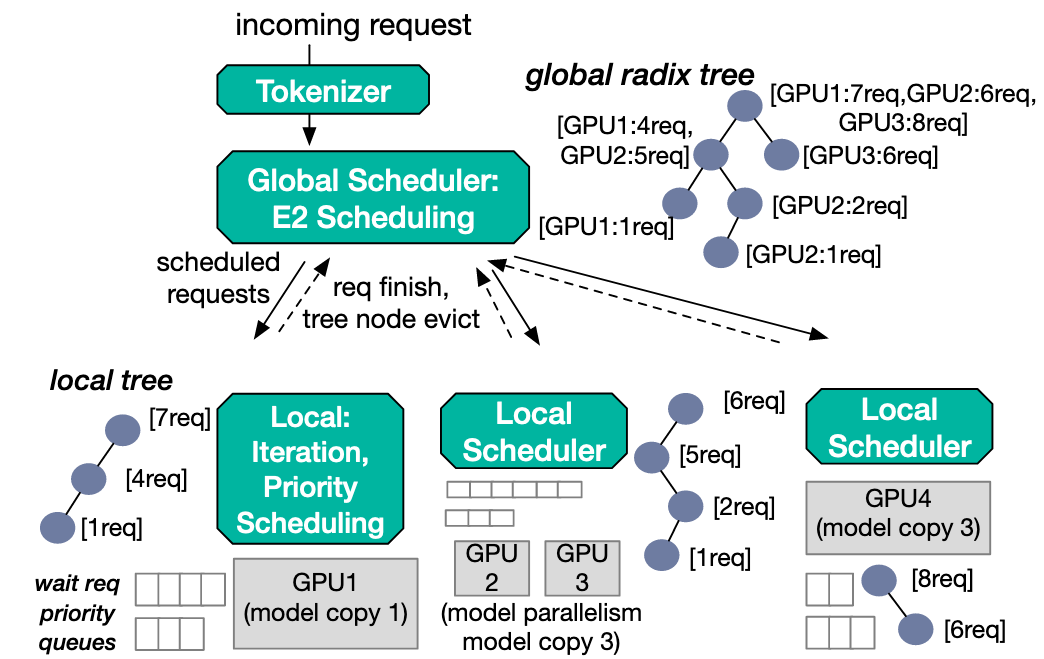 incoming request
Tokenizer
Global Scheduler:
E2 Scheduling
global radix tree
[GPU1:7req,GPU2:6req,
GPU3:8req]
[GPU1:4req,
GPU2:5req]
[GPU3:6req]
[GPU1:1req]
[GPU2:2req]
[GPU2:1req]
scheduled
requests
req finish,
tree node evict
local tree
[7req]
[4req]
[1req]
Local:
Iteration,
Priority
Scheduling
wait req
priority
queues
GPU1
(model copy 1)
Local
Scheduler
GPU
2
GPU
3
(model parallelism
model copy 3)
[6req]
[5req]
[2req]
[1req]
Local
Scheduler
GPU4
(model copy 3)
[8req]
[6req]